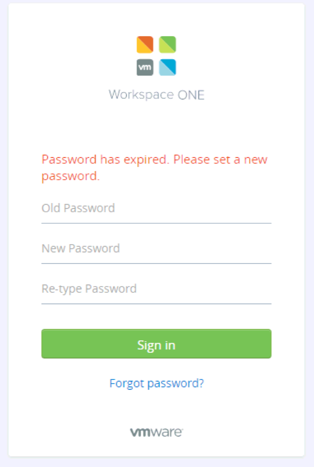 vm
Workspace ONE
Password has expired. Please set a new
password.
Old Password
New Password
Re-type Password
Sign in
Forgot password?
vmware